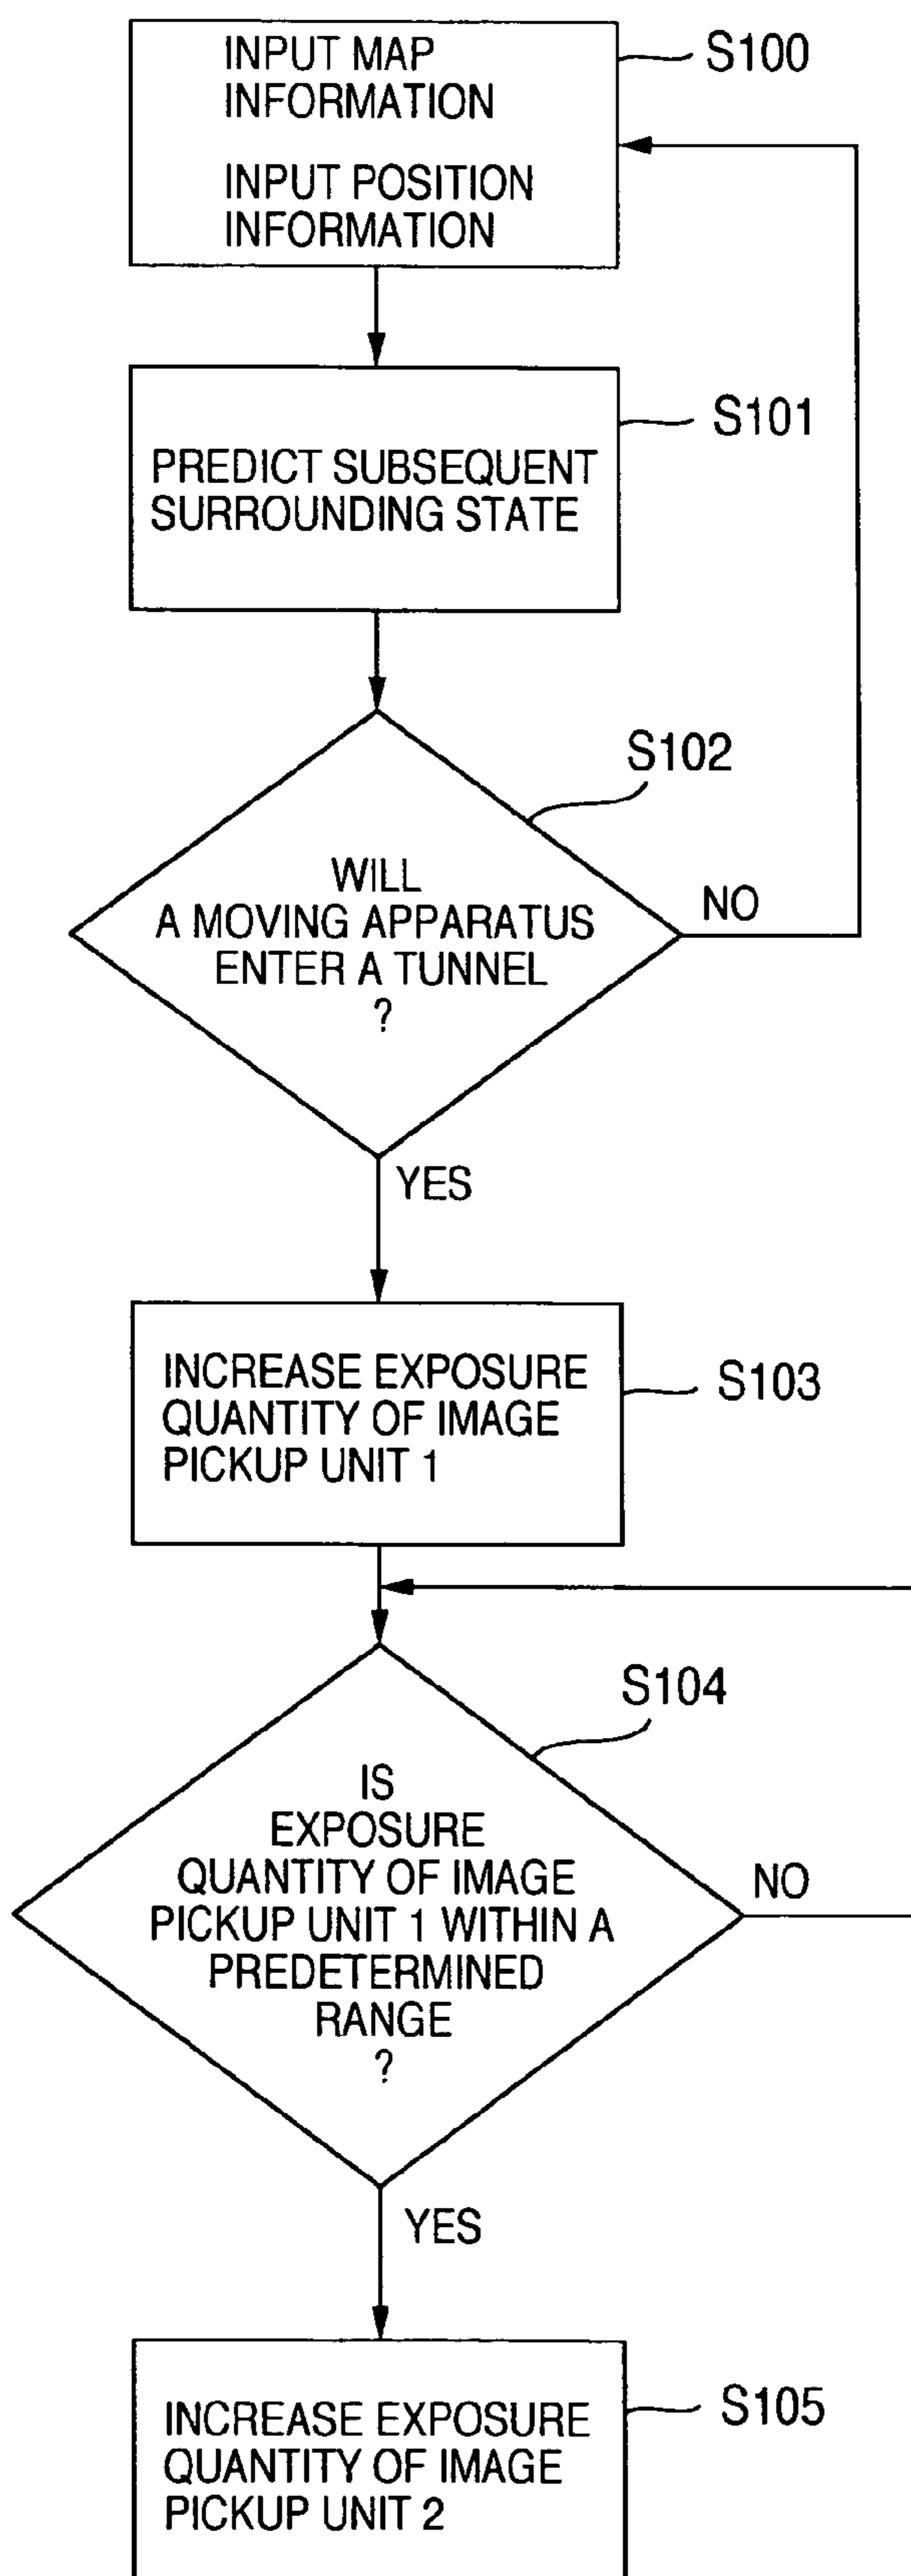 INPUT MAP
INFORMATION
INPUT POSITION
INFORMATION
S100
PREDICT SUBSEQUENT
SURROUNDING STATE
S101
S102
WILL
A MOVING APPARATUS
ENTER A TUNNEL
?
NO
YES
INCREASE EXPOSURE
QUANTITY OF IMAGE
PICKUP UNIT 1
S103
S104
IS
EXPOSURE
QUANTITY OF IMAGE
PICKUP UNIT 1 WITHIN A
PREDETERMINED
RANGE
?
NO
YES
INCREASE EXPOSURE
QUANTITY OF IMAGE
PICKUP UNIT 2
S105